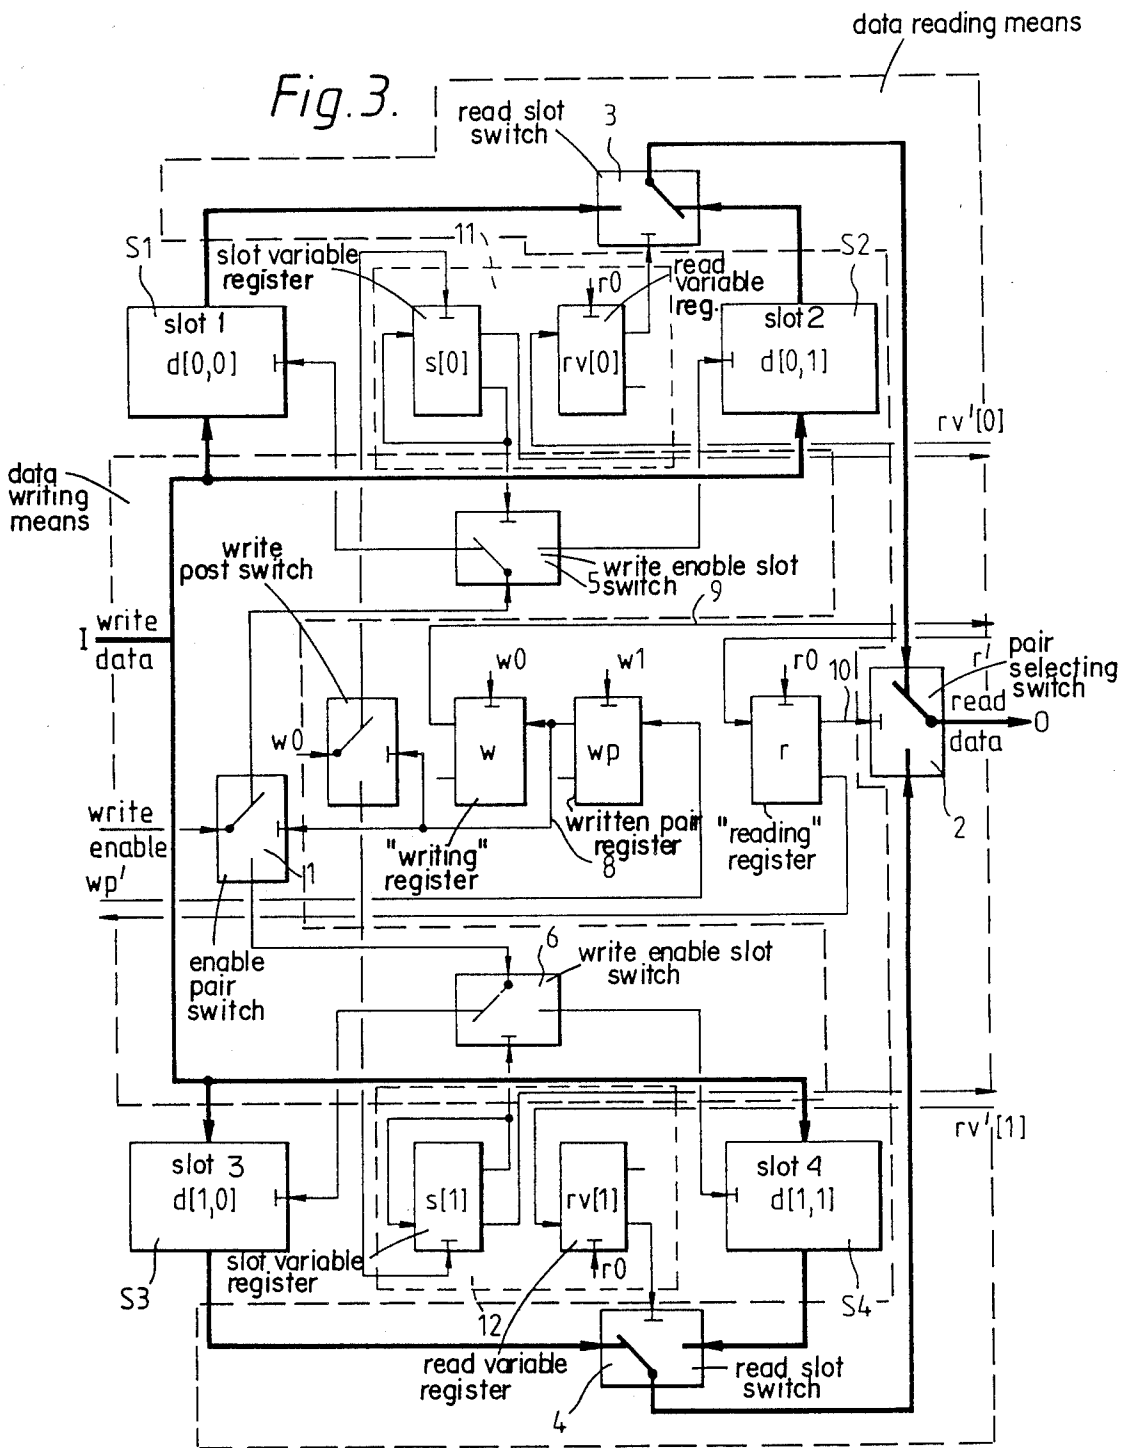 data reading means
Fig.3.
read slot
switch
3
S1
slot variable
register
11
r0
read
variable
reg.
S2
slot 1
d[0,0]
s[0]
rv[0]
slot 2
d[0,1]
rv'[0]
data
writing
means
write
post switch
5
write enable slot
switch
9
I
write
data
w0
w1
r0
10
r'
pair
selecting
switch
w0
w
wp
r
read
data
O
2
write
enable
wp'
1
"writing"
register
written pair
register
8
"reading"
register
enable
pair
switch
6
write enable slot
switch
rv'[1]
slot 3
d[1,0]
s[1]
rv[1]
slot 4
d[1,1]
S3
slot variable
register
r0
12
S4
read variable
register
4
read slot
switch